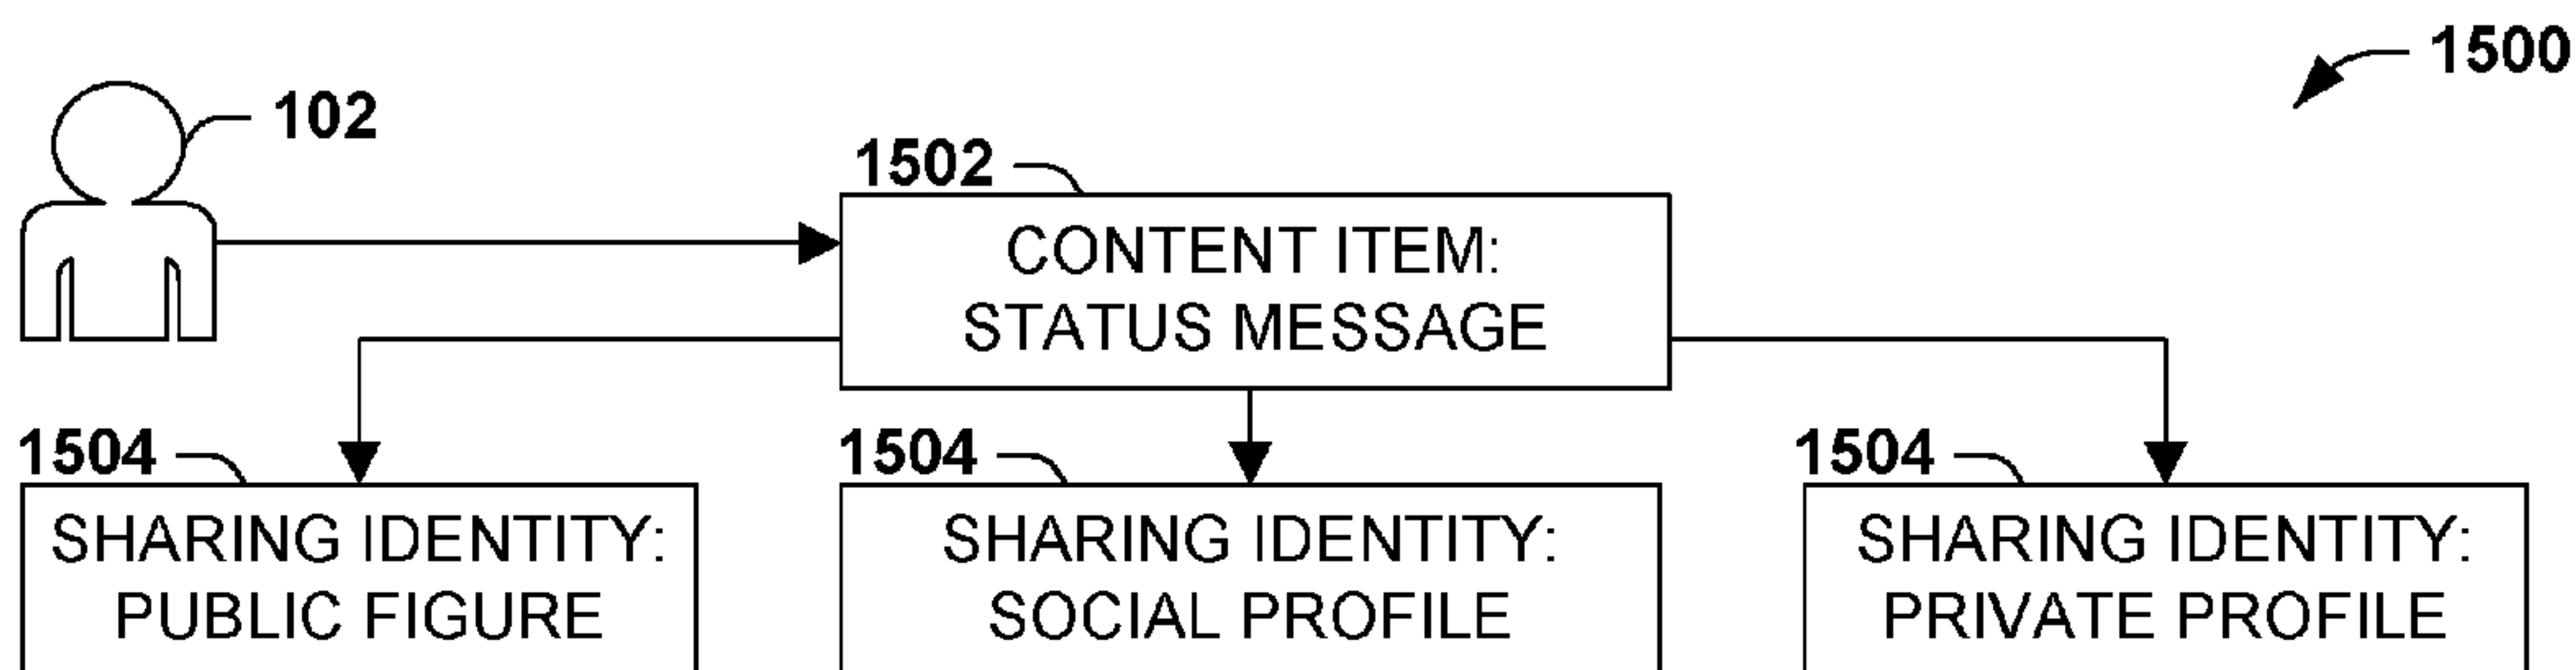 1500
102
1502
CONTENT ITEM:
STATUS MESSAGE
1504
1504
1504
SHARING IDENTITY:
PUBLIC FIGURE
SHARING IDENTITY:
SOCIAL PROFILE
SHARING IDENTITY:
PRIVATE PROFILE